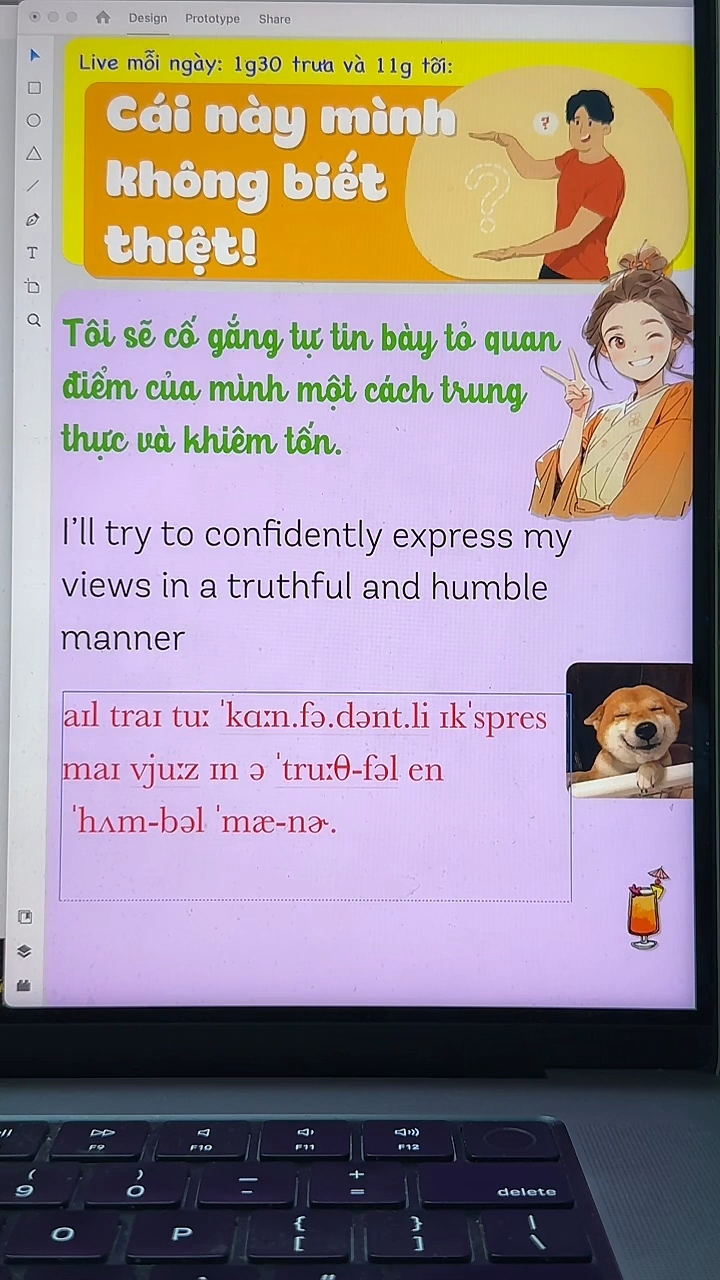 Design Prototype Share
Live mỗi ngày: 1g30 trưa và 11g tối:
Cái này mình
không biết
thiệt!
?
Tôi sẽ cố gắng tự tin bày tỏ quan
điểm của mình một cách trung
thực và khiêm tốn.
I'll try to confidently express my
views in a truthful and humble
manner
aɪl traɪ tuː ˈkɑːn.fə.dənt.li ɪkˈspres
maɪ vjuːz ɪn ə ˈtruːθ-fəl en
ˈhʌm-bəl ˈmæ-nɚ.
F9 F10 F11 F12
( ) — +
9 0 - = delete
O P { } |
[ ] \
"